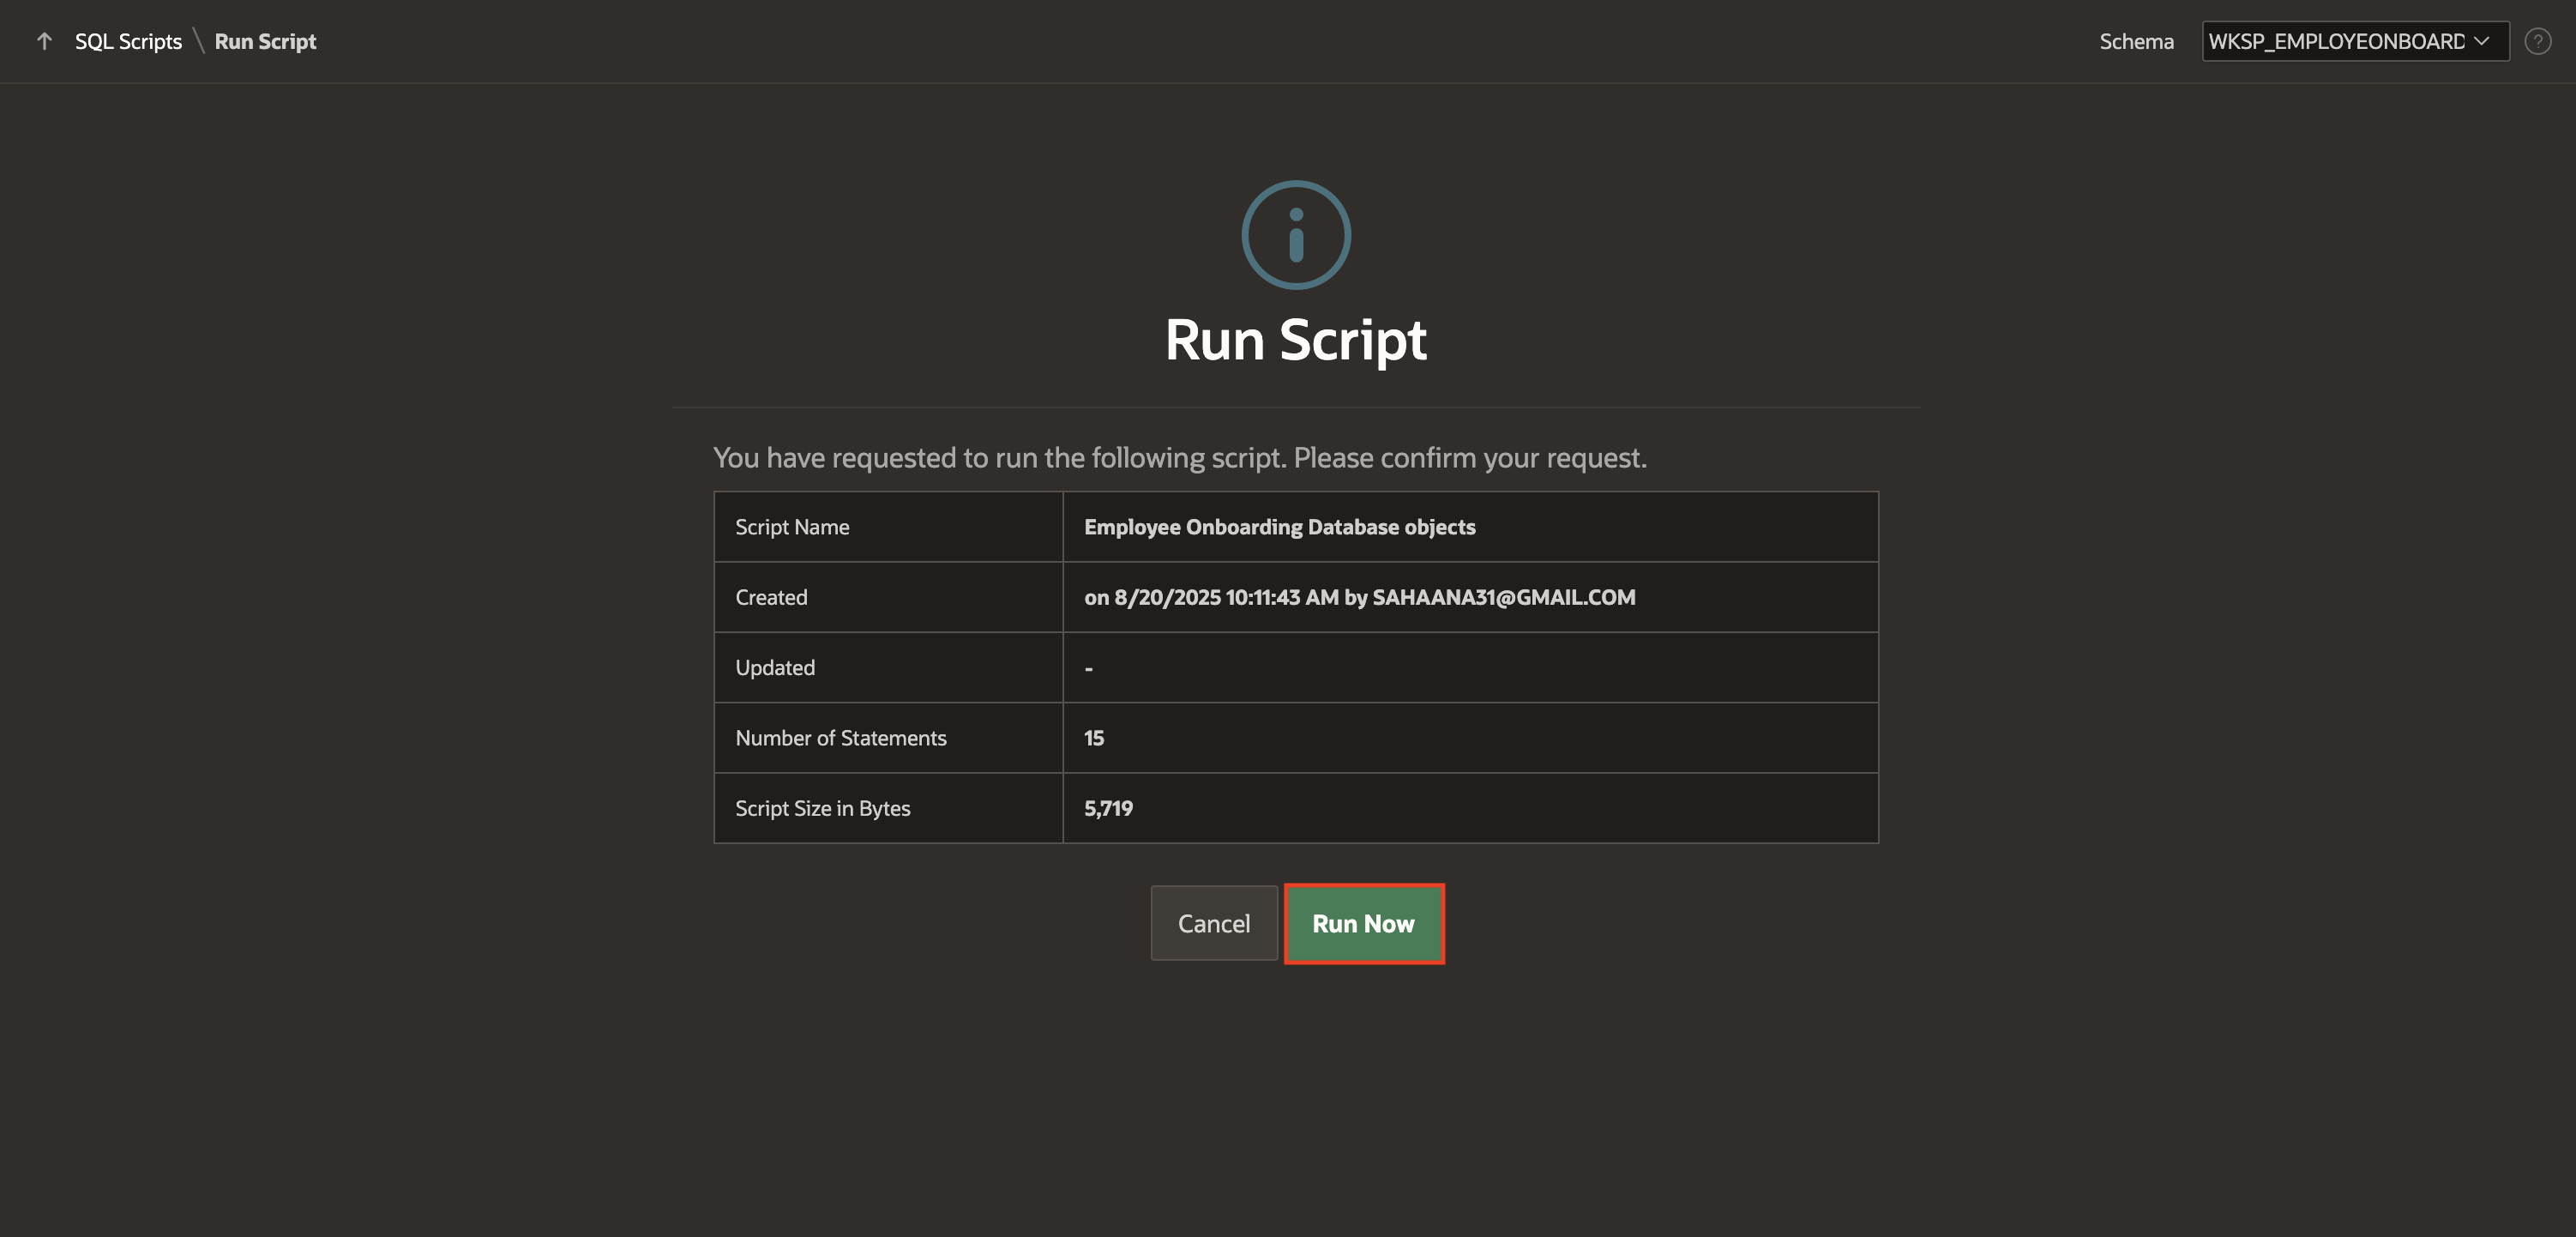 SQL Scripts \ Run Script
Schema WKSP_EMPLOYEONBOARD
Run Script
You have requested to run the following script. Please confirm your request.
Script Name Employee Onboarding Database objects
Created on 8/20/2025 10:11:43 AM by SAHAANA31@GMAIL.COM
Updated -
Number of Statements 15
Script Size in Bytes 5,719
Cancel Run Now